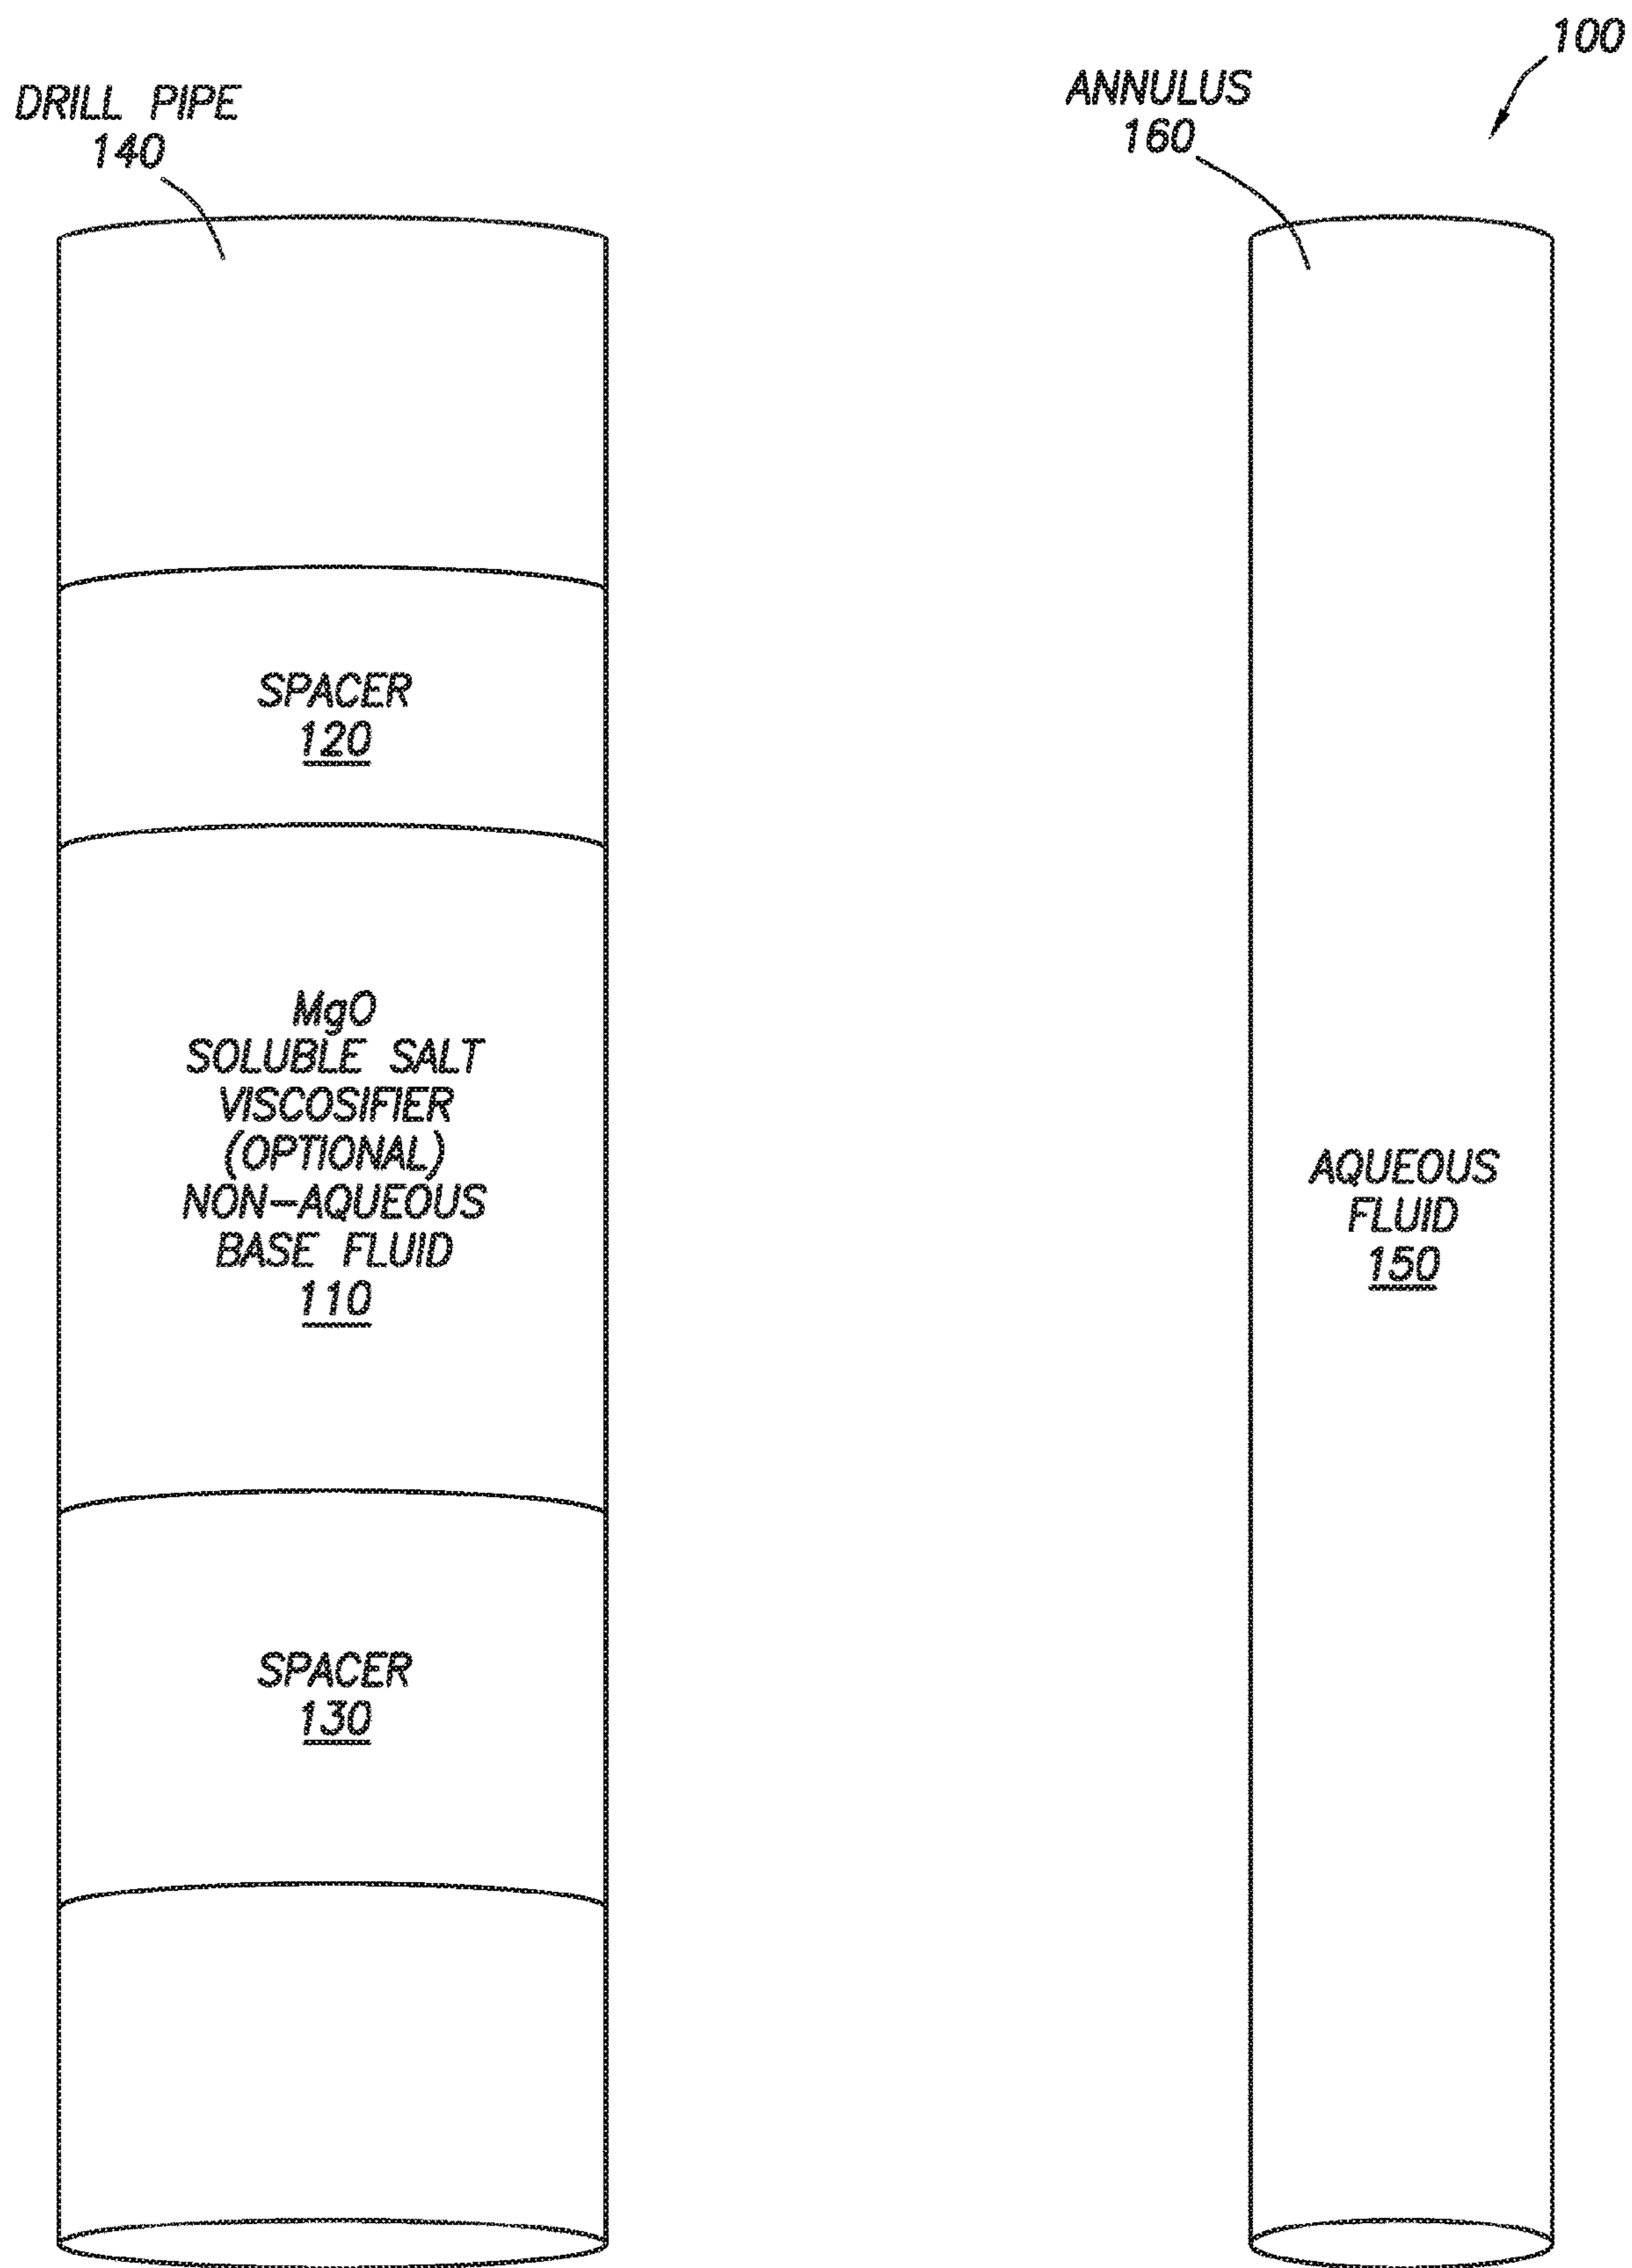 100
DRILL PIPE
140
ANNULUS
160
SPACER
120
MgO
SOLUBLE SALT
VISCOSIFIER
(OPTIONAL)
NON-AQUEOUS
BASE FLUID
110
AQUEOUS
FLUID
150
SPACER
130